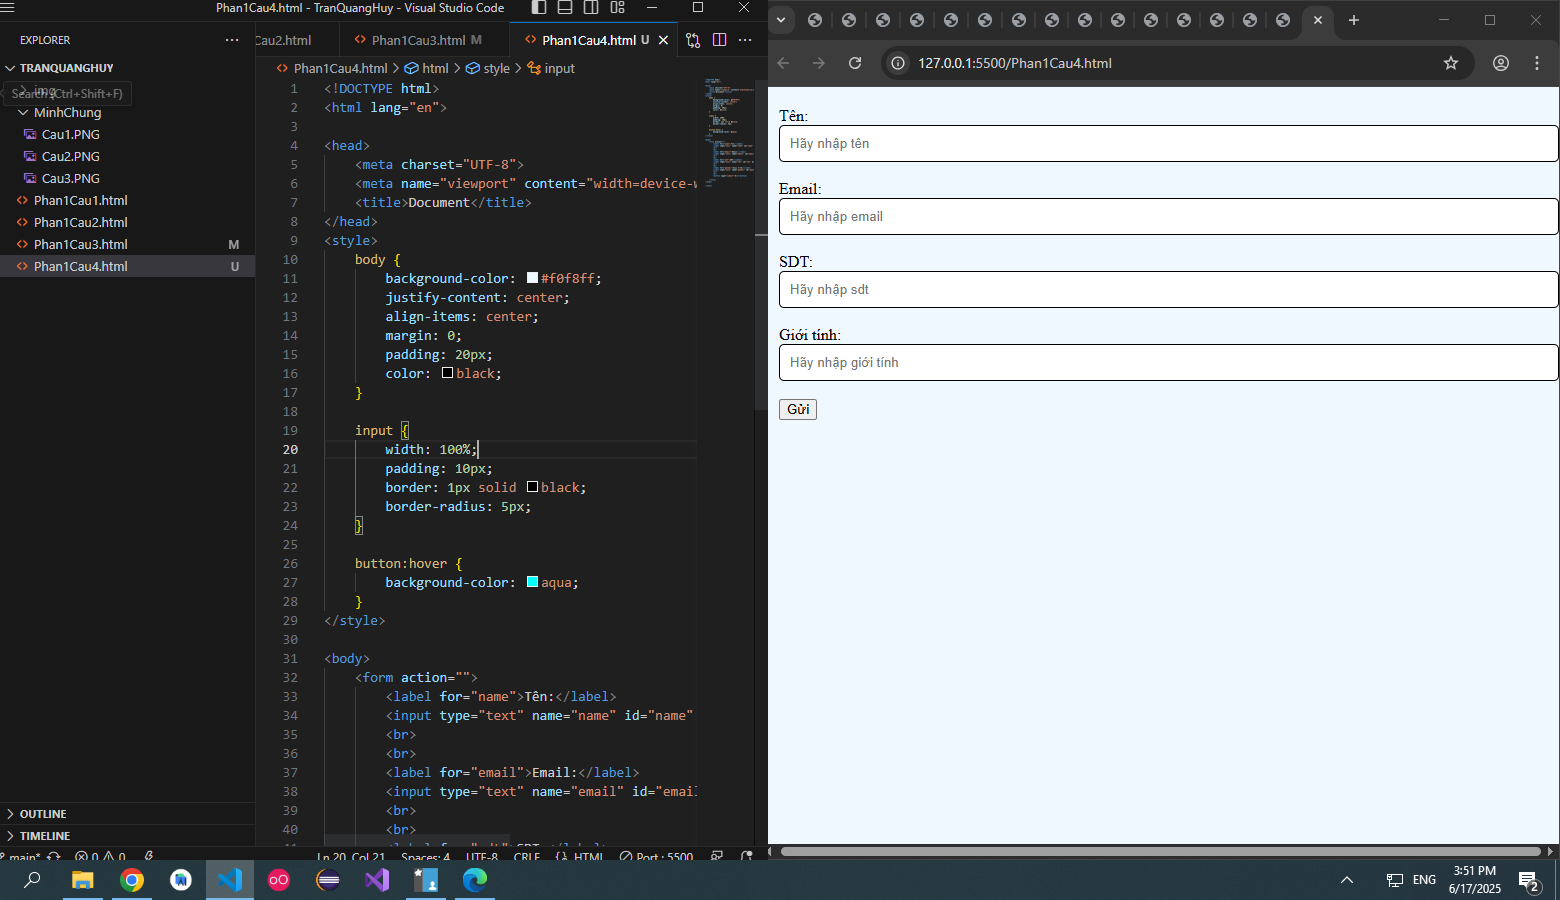 Phan1Cau4.html - TranQuangHuy - Visual Studio Code
EXPLORER
TRANQUANGHUY
img
Search (Ctrl+Shift+F)
MinhChung
Cau1.PNG
Cau2.PNG
Cau3.PNG
Phan1Cau1.html
Phan1Cau2.html
Phan1Cau3.html M
Phan1Cau4.html U
OUTLINE
TIMELINE
Cau2.html Phan1Cau3.html M Phan1Cau4.html U
Phan1Cau4.html > html > style > input
1 <!DOCTYPE html>
2 <html lang="en">
3
4 <head>
5 <meta charset="UTF-8">
6 <meta name="viewport" content="width=device-w
7 <title>Document</title>
8 </head>
9 <style>
10 body {
11 background-color: #f0f8ff;
12 justify-content: center;
13 align-items: center;
14 margin: 0;
15 padding: 20px;
16 color: black;
17 }
18
19 input {
20 width: 100%;
21 padding: 10px;
22 border: 1px solid black;
23 border-radius: 5px;
24 }
25
26 button:hover {
27 background-color: aqua;
28 }
29 </style>
30
31 <body>
32 <form action="">
33 <label for="name">Tên:</label>
34 <input type="text" name="name" id="name"
35 <br>
36 <br>
37 <label for="email">Email:</label>
38 <input type="text" name="email" id="email
39 <br>
40 <br>
main* 0 0 Ln 20, Col 21 Spaces: 4 UTF-8 CRLF {} HTML Port : 5500
127.0.0.1:5500/Phan1Cau4.html
Tên:
Hãy nhập tên
Email:
Hãy nhập email
SDT:
Hãy nhập sdt
Giới tính:
Hãy nhập giới tính
Gửi
ENG
3:51 PM
6/17/2025
2